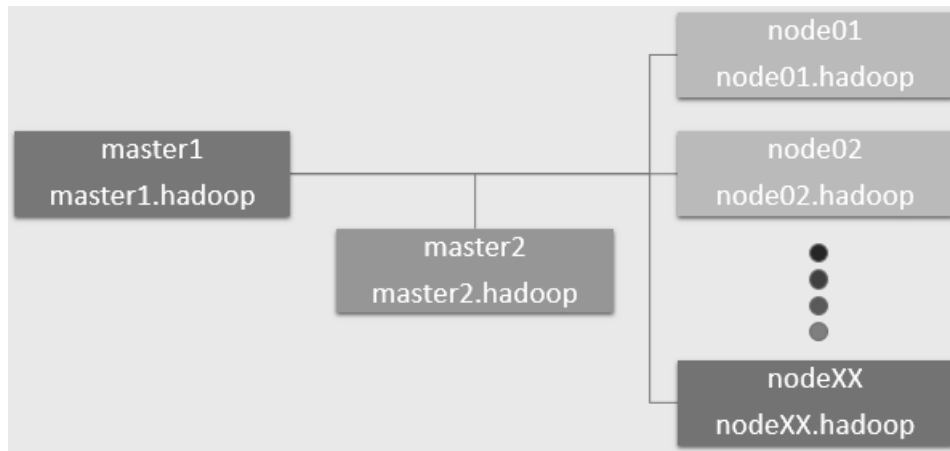 node01
node01.hadoop
master1
master1.hadoop
node02
node02.hadoop
master2
master2.hadoop
nodeXX
nodeXX.hadoop